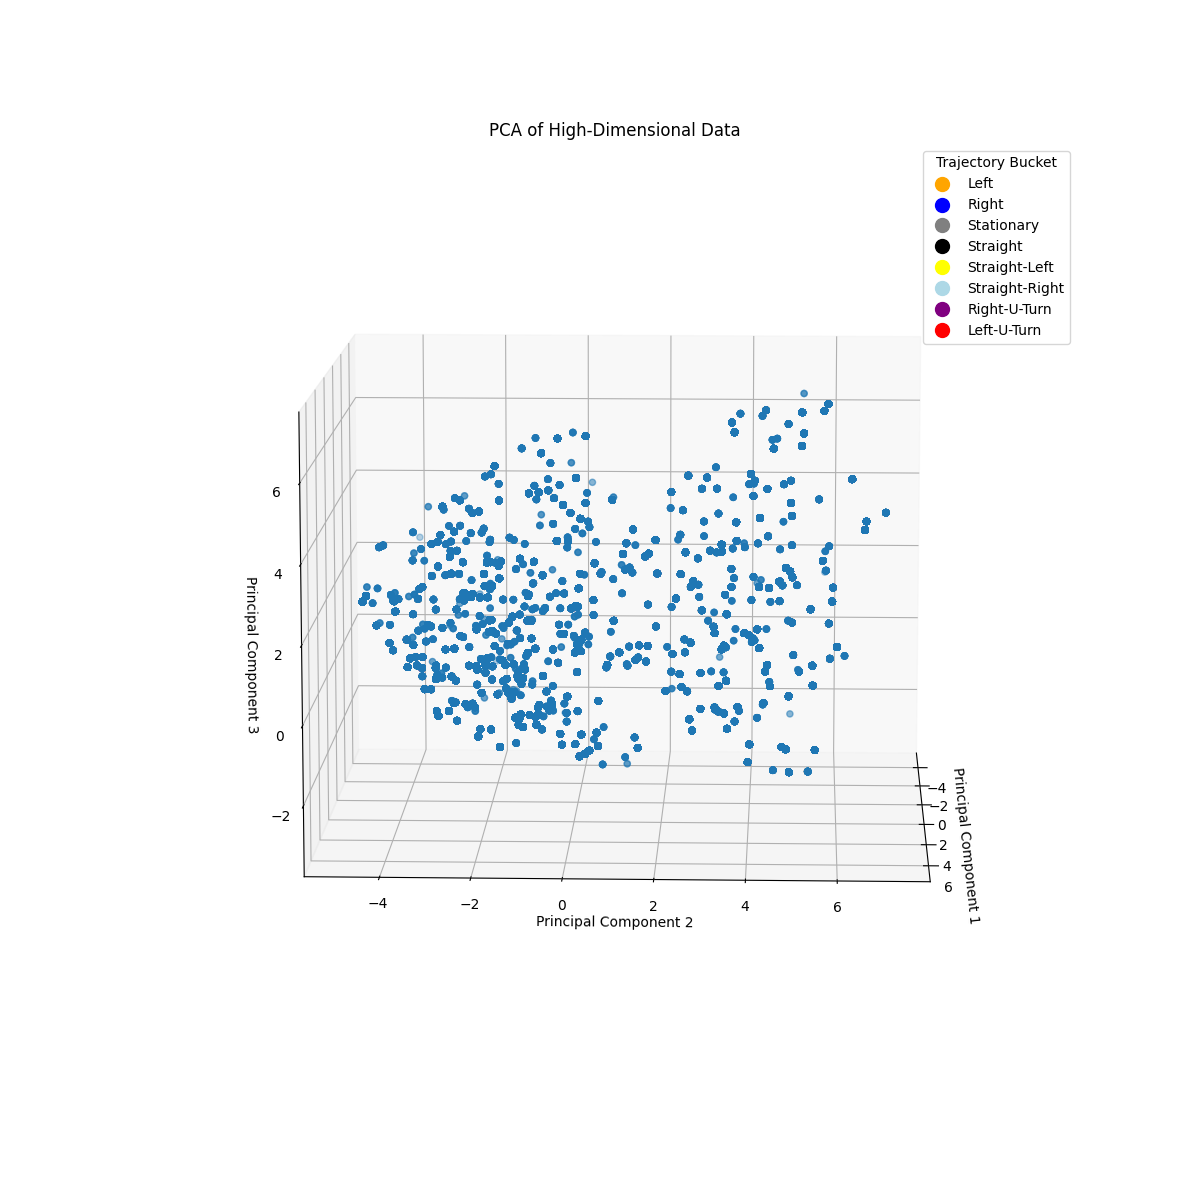 PCA of High-Dimensional Data
Trajectory Bucket
Left
Right
Stationary
Straight
Straight-Left
Straight-Right
Right-U-Turn
Left-U-Turn
6
4
2
0
−2
Principal Component 3
−4
−2
0
2
4
6
Principal Component 2
−4
−2
0
2
4
6
Principal Component 1